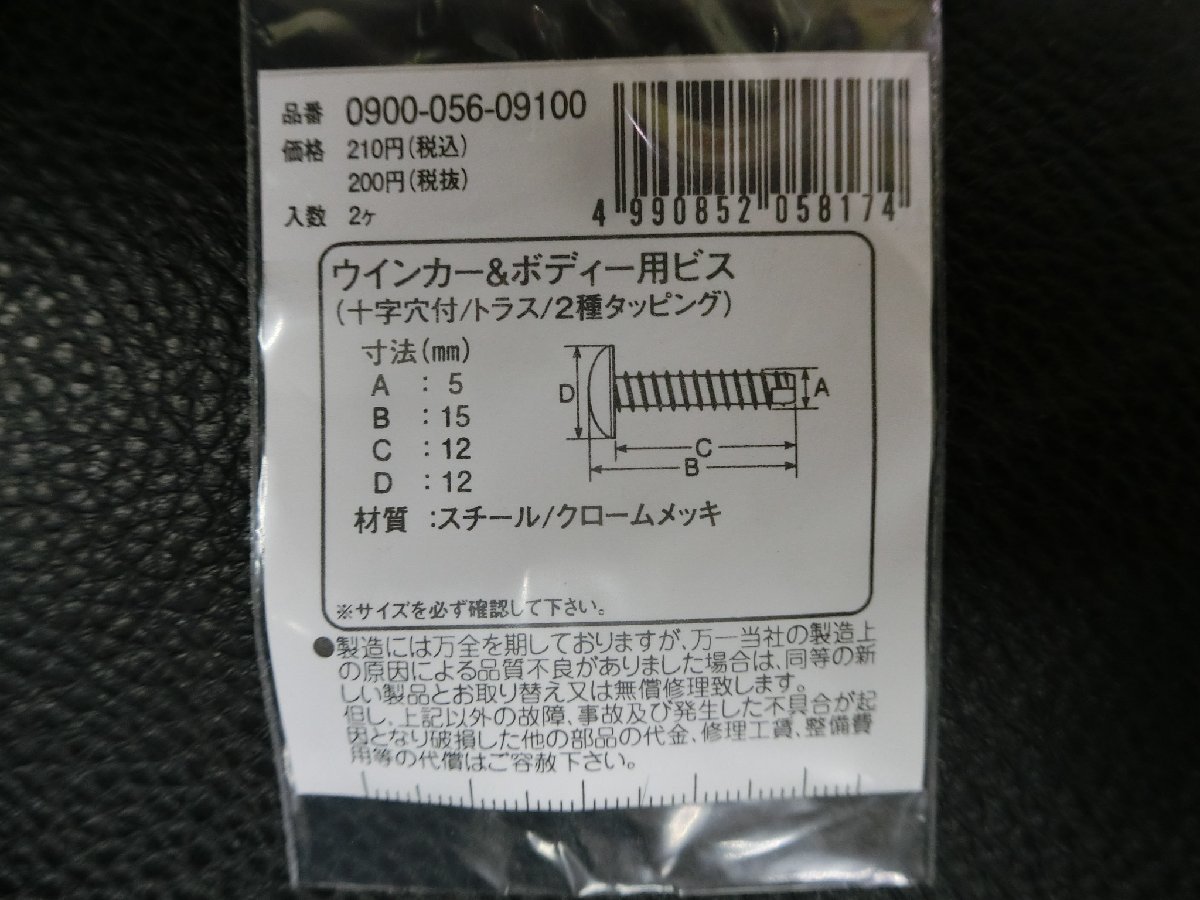 品番 0900-056-09100
価格 210円(税込)
200円(税抜)
入数 2ヶ
4 990852 058174
ウインカー&ボディー用ビス
(十字穴付/トラス/2種タッピング)
寸法(mm)
A : 5
B : 15
C : 12
D : 12
D
A
C
B
材質 :スチール/クロームメッキ
※サイズを必ず確認して下さい。
●製造には万全を期しておりますが、万一当社の製造上
の原因による品質不良がありました場合は、同等の新
しい製品とお取り替え又は無償修理致します。
但し、上記以外の故障、事故及び発生した不具合が起
因となり破損した他の部品の代金、修理工賃、整備費
用等の代償はご容赦下さい。